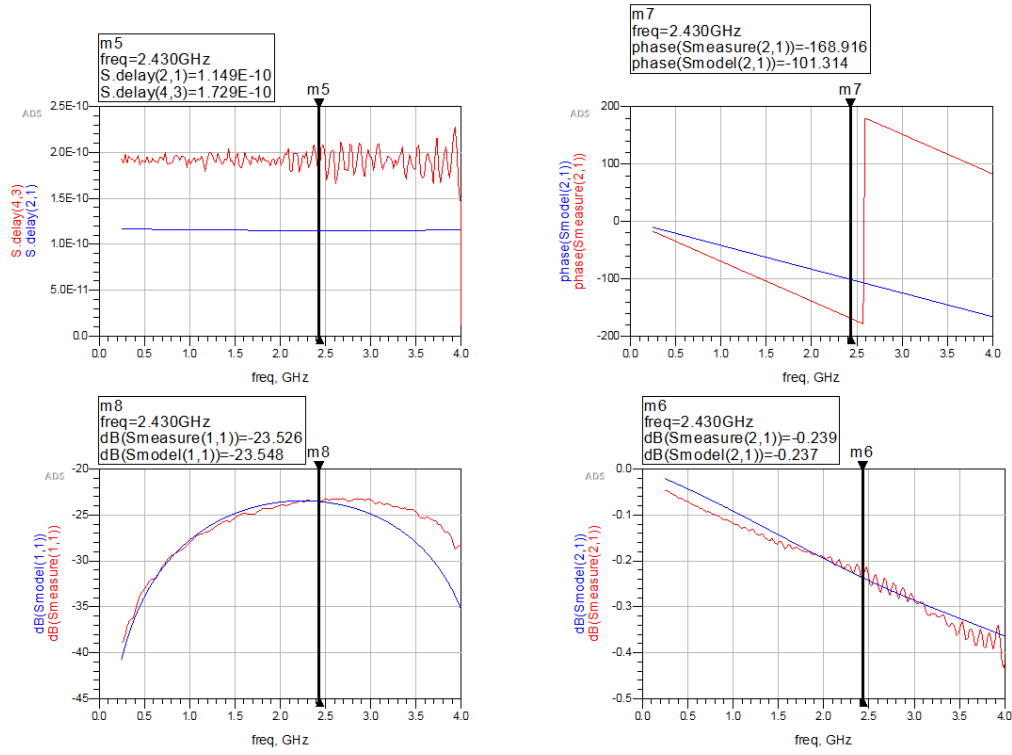 m5
freq=2.430GHz
S.delay(2,1)=1.149E-10
S.delay(4,3)=1.729E-10
m5
ADS
2.5E-10
2.0E-10
1.5E-10
1.0E-10
5.0E-11
0.0
S.delay(4,3)
S.delay(2,1)
0.0 0.5 1.0 1.5 2.0 2.5 3.0 3.5 4.0
freq, GHz
m7
freq=2.430GHz
phase(Smeasure(2,1))=-168.916
phase(Smodel(2,1))=-101.314
m7
ADS
200
100
0
-100
-200
phase(Smodel(2,1))
phase(Smeasure(2,1))
0.0 0.5 1.0 1.5 2.0 2.5 3.0 3.5 4.0
freq, GHz
m8
freq=2.430GHz
dB(Smeasure(1,1))=-23.526
dB(Smodel(1,1))=-23.548
m8
ADS
-20
-25
-30
-35
-40
-45
dB(Smodel(1,1))
dB(Smeasure(1,1))
0.0 0.5 1.0 1.5 2.0 2.5 3.0 3.5 4.0
freq, GHz
m6
freq=2.430GHz
dB(Smeasure(2,1))=-0.239
dB(Smodel(2,1))=-0.237
m6
ADS
0.0
-0.1
-0.2
-0.3
-0.4
-0.5
dB(Smodel(2,1))
dB(Smeasure(2,1))
0.0 0.5 1.0 1.5 2.0 2.5 3.0 3.5 4.0
freq, GHz